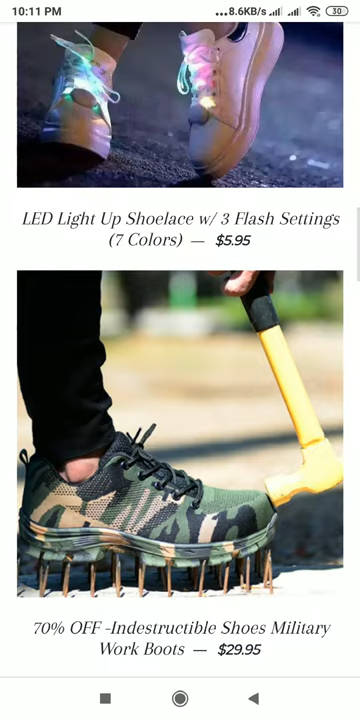 10:11 PM ...8.6KB/s 30
LED Light Up Shoelace w/ 3 Flash Settings
(7 Colors) — $5.95
70% OFF -Indestructible Shoes Military
Work Boots — $29.95